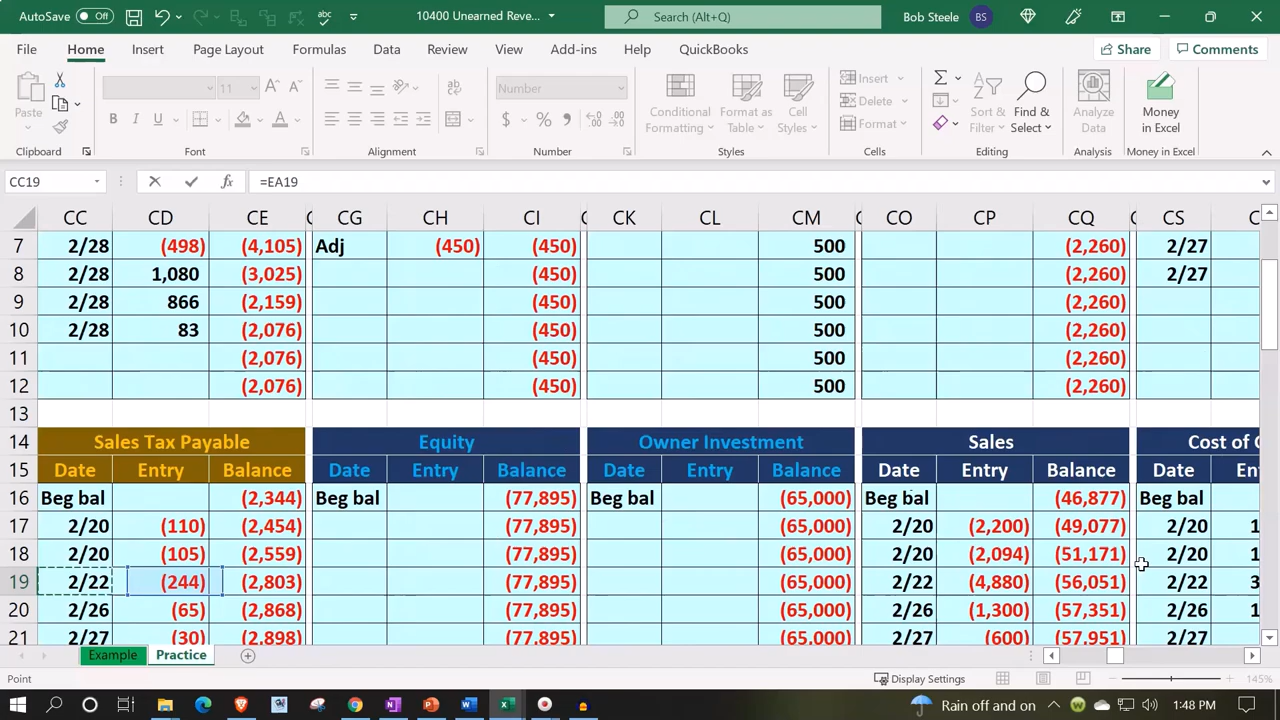 AutoSave Off 10400 Unearned Reve... Search (Alt+Q) Bob Steele BS
File Home Insert Page Layout Formulas Data Review View Add-ins Help QuickBooks Share Comments
Paste 11 A A Number Conditional Formatting Format as Table Cell Styles Insert Delete Format Sort & Filter Find & Select Analyze Data Money in Excel
B I U A $ %
Clipboard Font Alignment Number Styles Cells Editing Analysis Money in Excel
CC19 fx =EA19
CC CD CE C CG CH CI C CK CL CM C CO CP CQ C CS C
7 2/28 (498) (4,105) Adj (450) (450) 500 (2,260) 2/27
8 2/28 1,080 (3,025) (450) 500 (2,260) 2/27
9 2/28 866 (2,159) (450) 500 (2,260)
10 2/28 83 (2,076) (450) 500 (2,260)
11 (2,076) (450) 500 (2,260)
12 (2,076) (450) 500 (2,260)
13
14 Sales Tax Payable Equity Owner Investment Sales Cost of G
15 Date Entry Balance Date Entry Balance Date Entry Balance Date Entry Balance Date En
16 Beg bal (2,344) Beg bal (77,895) Beg bal (65,000) Beg bal (46,877) Beg bal
17 2/20 (110) (2,454) (77,895) (65,000) 2/20 (2,200) (49,077) 2/20 1
18 2/20 (105) (2,559) (77,895) (65,000) 2/20 (2,094) (51,171) 2/20 1
19 2/22 (244) (2,803) (77,895) (65,000) 2/22 (4,880) (56,051) 2/22 3
20 2/26 (65) (2,868) (77,895) (65,000) 2/26 (1,300) (57,351) 2/26 1
21 2/27 (30) (2,898) (77,895) (65,000) 2/27 (600) (57,951) 2/27
Example Practice
Point Display Settings 145%
Rain off and on 1:48 PM